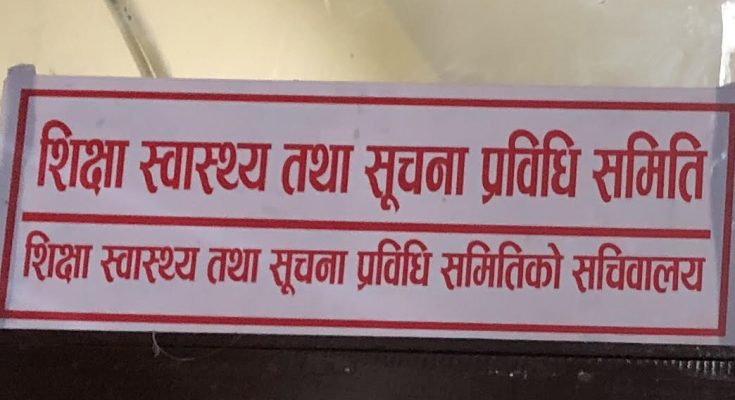 शिक्षा स्वास्थ्य तथा सूचना प्रविधि समिति
शिक्षा स्वास्थ्य तथा सूचना प्रविधि समितिको सचिवालय